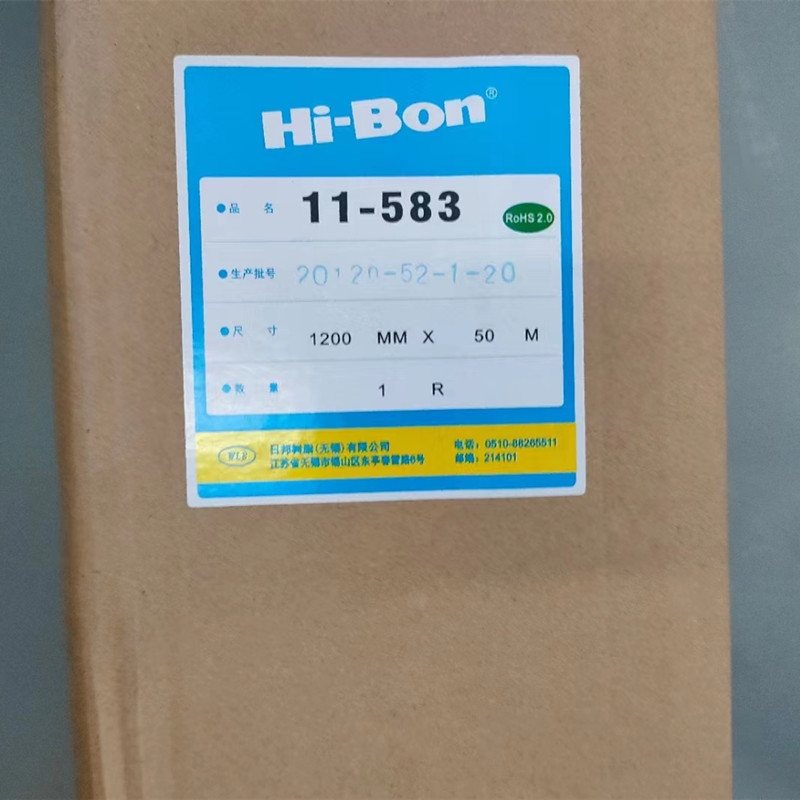 Hi-Bon®
●品 名 11-583 RoHS 2.0
●生产批号 20120-52-1-20
●尺 寸 1200 MM X 50 M
●数 量 1 R
WLR 日邦树脂(无锡)有限公司 电话：0510-88265511
江苏省无锡市锡山区东亭春雷路6号 邮编：214101